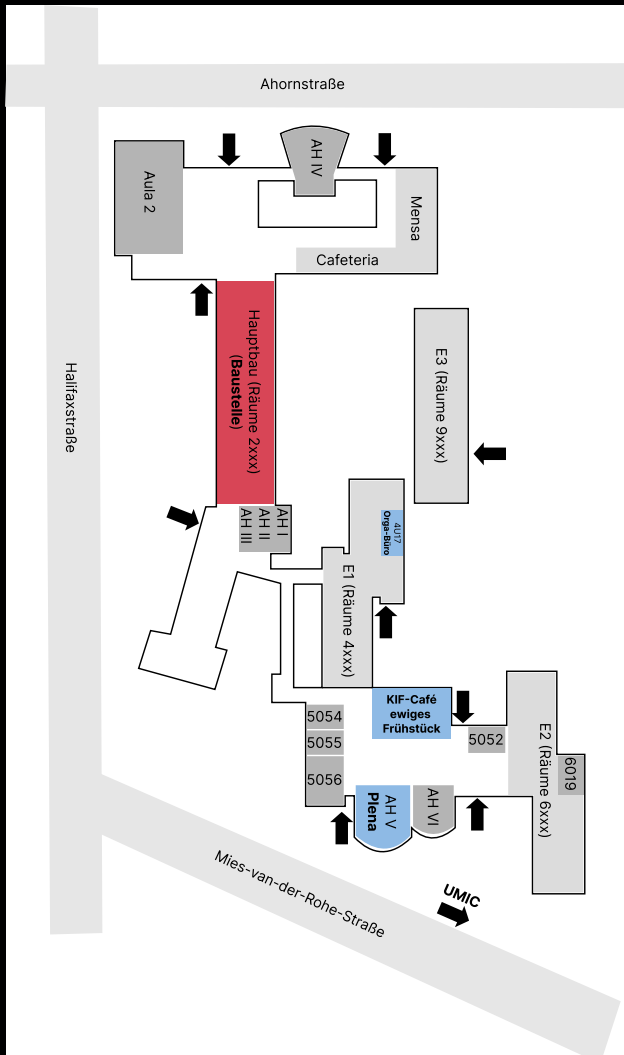 Ahornstraße
AH IV
Aula 2
Mensa
Cafeteria
Hauptbau (Räume 2xxx)
(Baustelle)
E3 (Räume 9xxx)
Halifaxstraße
AH I
AH II
AH III
4U17
Orga-Büro
E1 (Räume 4xxx)
KIF-Café
ewiges
Frühstück
5054
5055
5056
5052
E2 (Räume 6xxx)
6019
AH V
Plena
AH VI
Mies-van-der-Rohe-Straße
UMIC